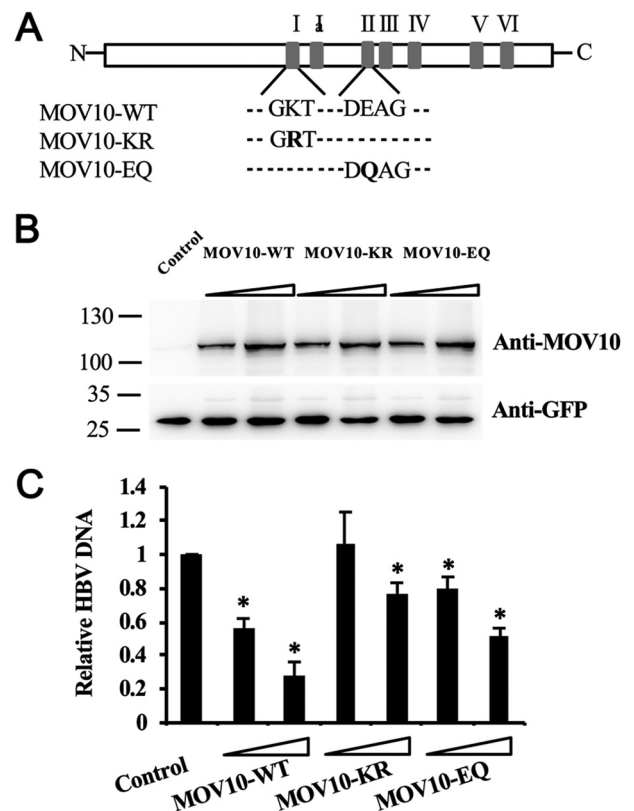 A
I Ia II III IV V VI
N C
MOV10-WT --GKT---DEAG--
MOV10-KR --GRT------------
MOV10-EQ ----------DQAG--
B
Control MOV10-WT MOV10-KR MOV10-EQ
130
100
Anti-MOV10
35
25
Anti-GFP
C
Relative HBV DNA
1.4
1.2
1
0.8
0.6
0.4
0.2
0
* * * * *
Control MOV10-WT MOV10-KR MOV10-EQ